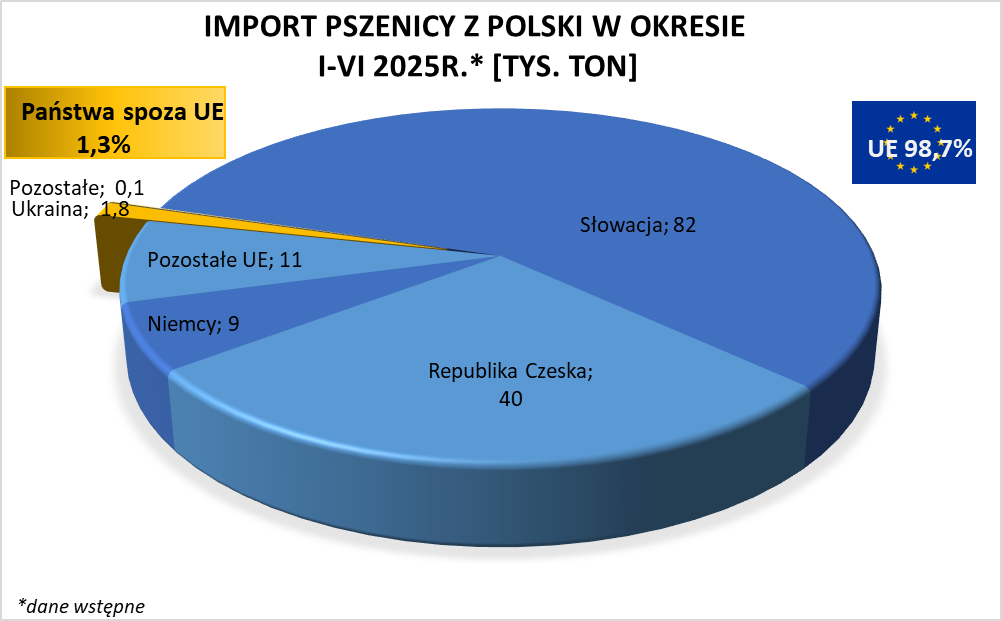 IMPORT PSZENICY Z POLSKI W OKRESIE
I-VI 2025R.* [TYS. TON]
Państwa spoza UE
1,3%
UE 98,7%
Pozostałe; 0,1
Ukraina; 1,8
Słowacja; 82
Pozostałe UE; 11
Niemcy; 9
Republika Czeska;
40
*dane wstępne